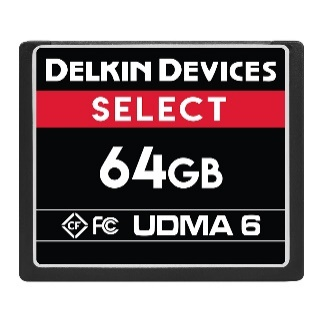 DELKIN DEVICES
SELECT
64GB
CF FC UDMA 6